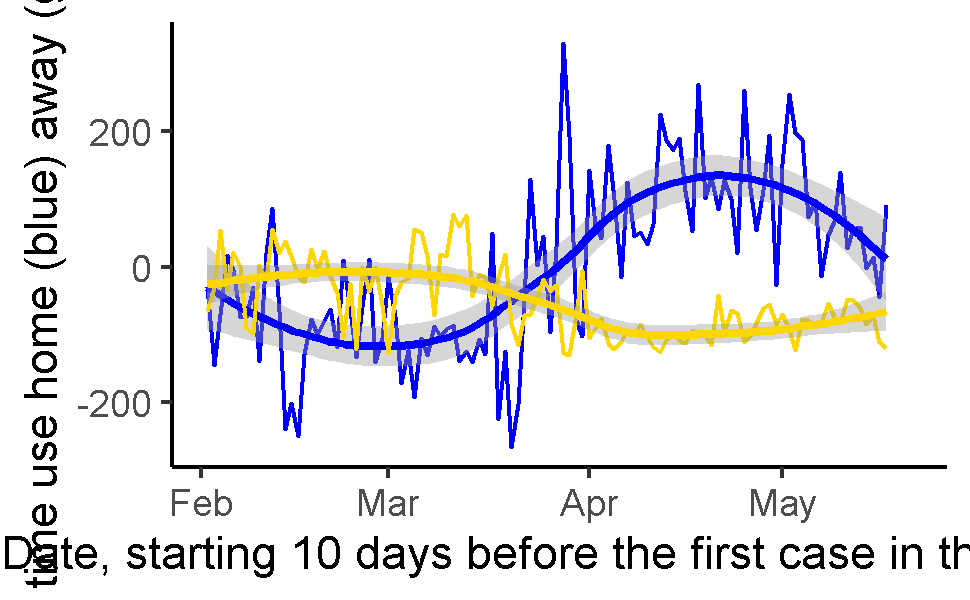 time use home (blue) away (
200
0
-200
Feb Mar Apr May
Date, starting 10 days before the first case in th